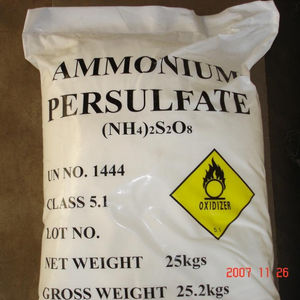 AMMONIUM
PERSULFATE
(NH4)2S2O8
UN NO. 1444
CLASS 5.1
LOT NO.
OXIDIZER
5.1
NET WEIGHT 25kgs
GROSS WEIGHT 25.2kgs
2007 11 26